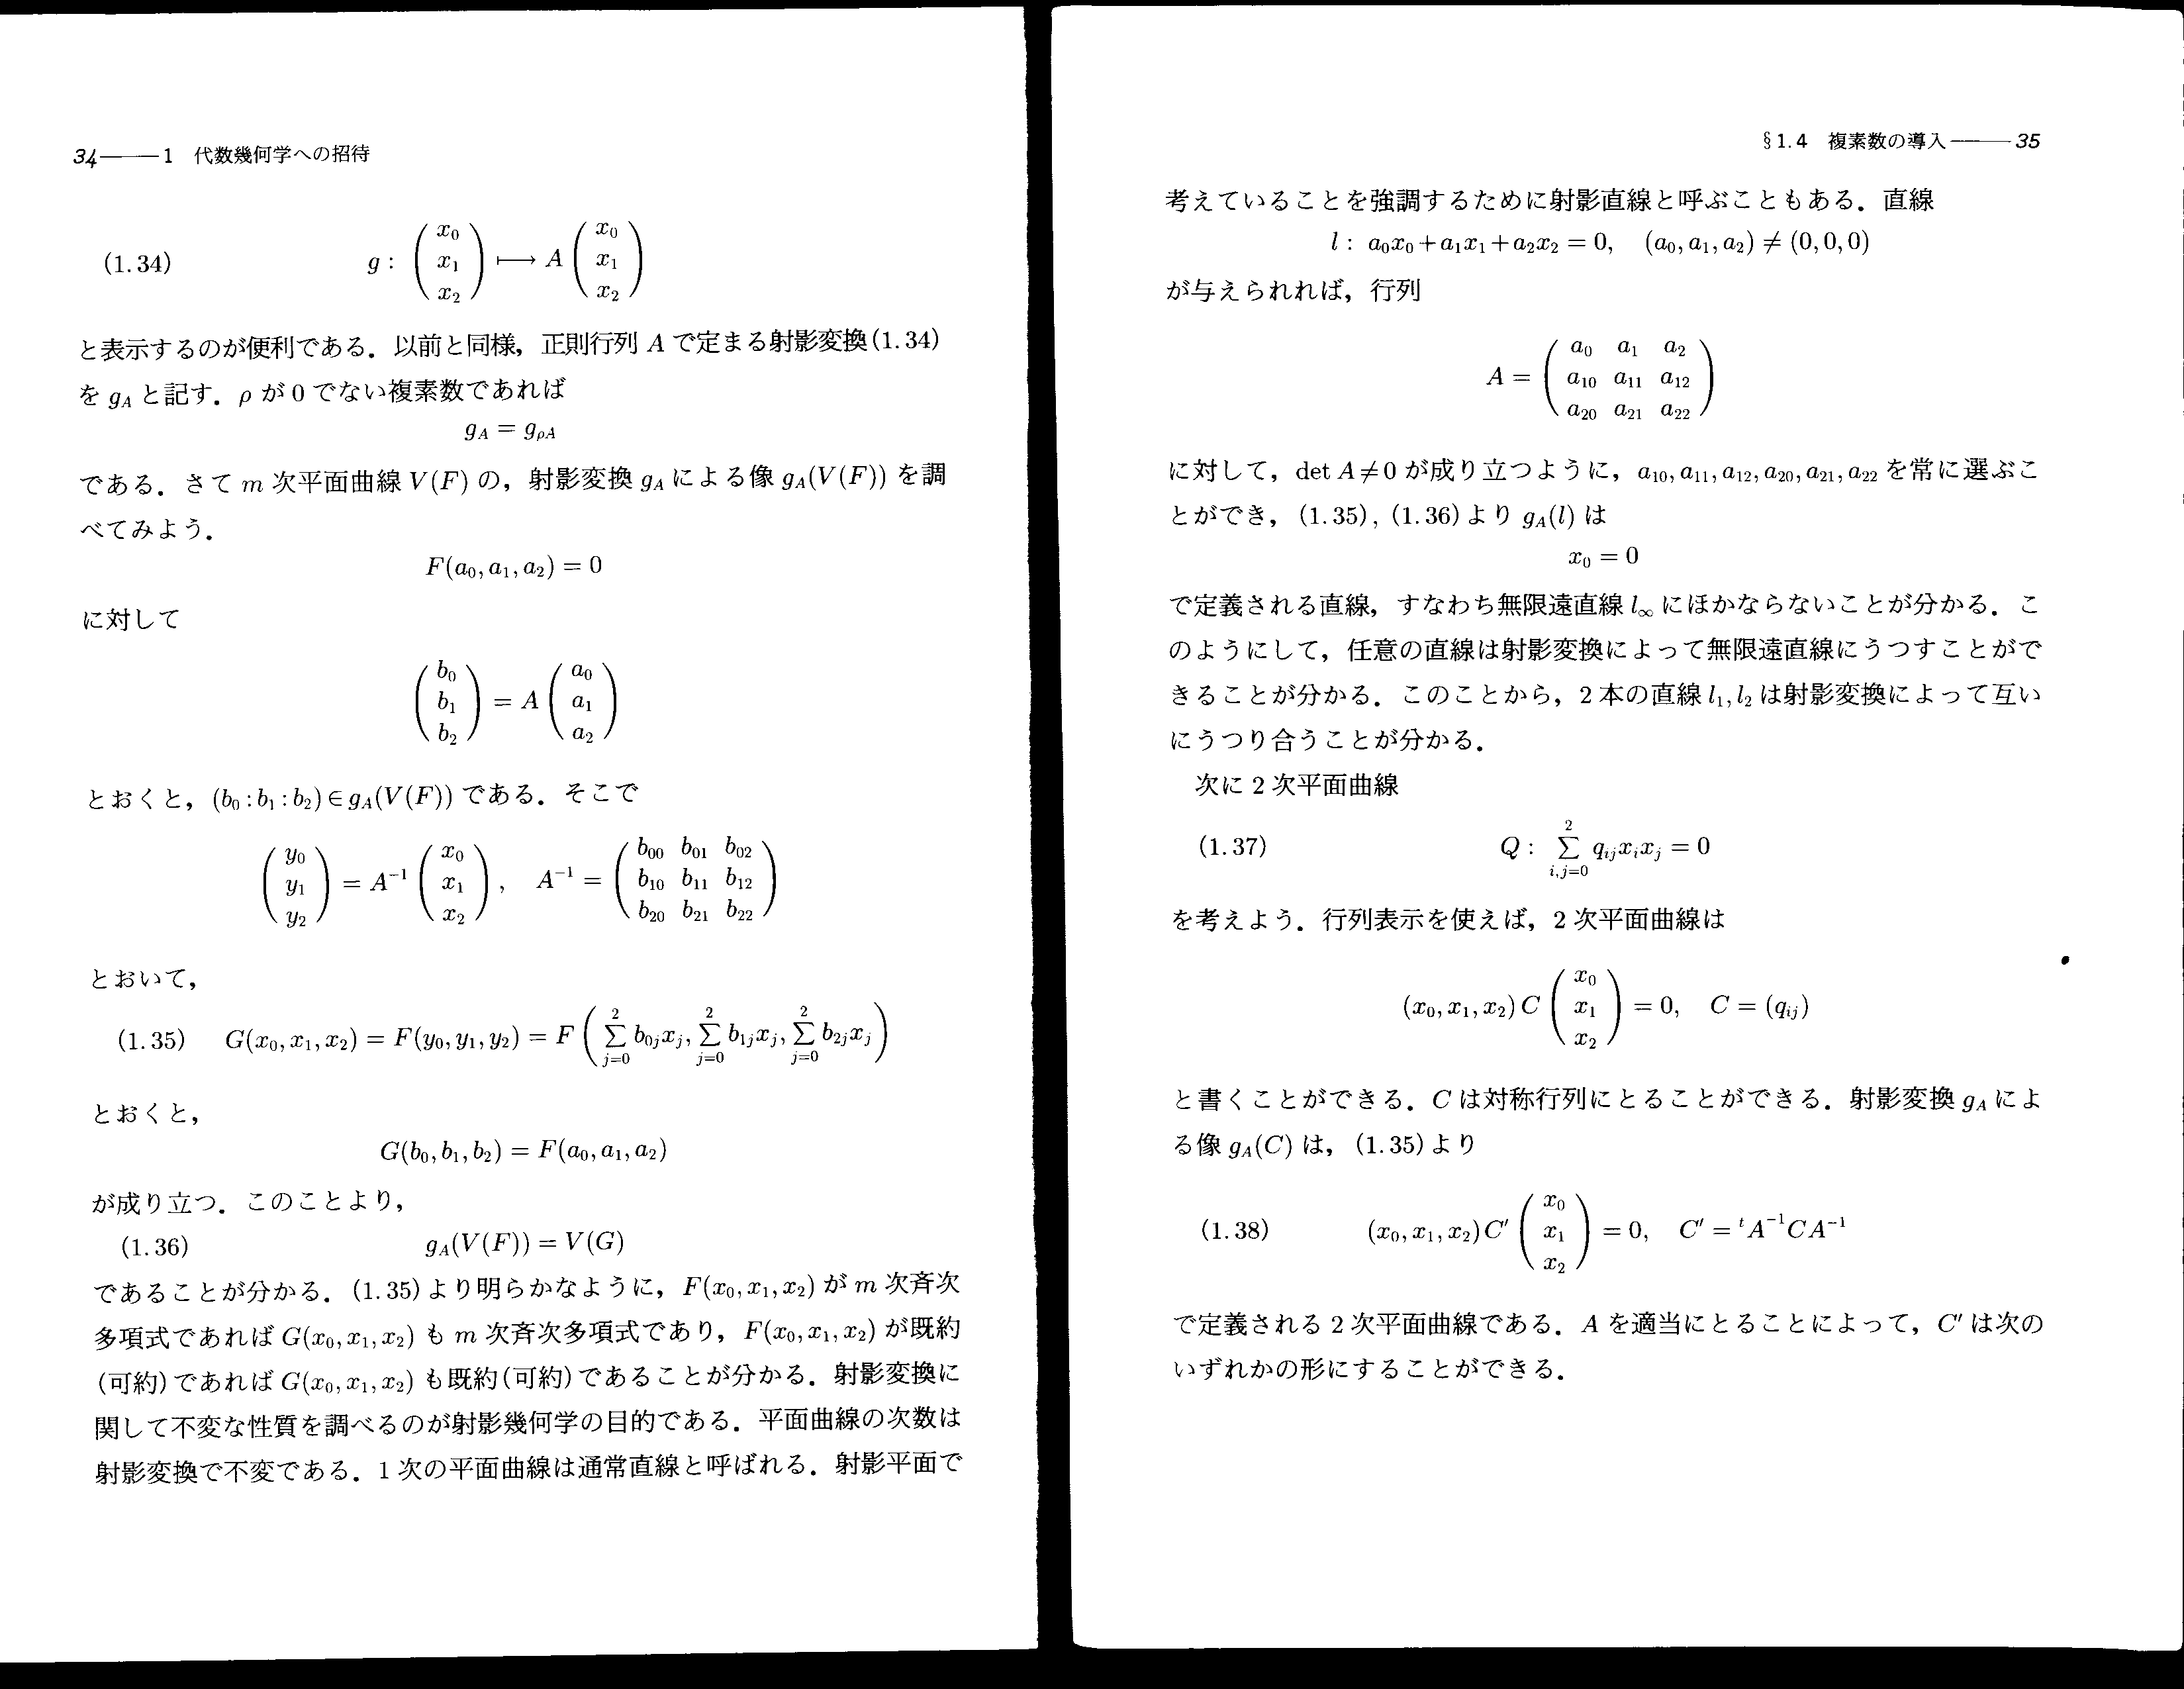 34——1 代数幾何学への招待
(1.34) g: \begin{pmatrix} x_0 \\ x_1 \\ x_2 \end{pmatrix} ⟼ A \begin{pmatrix} x_0 \\ x_1 \\ x_2 \end{pmatrix}
と表示するのが便利である．以前と同様，正則行列 A で定まる射影変換(1.34)
を g_A と記す．ρ が 0 でない複素数であれば
g_A = g_{ρA}
である．さて m 次平面曲線 V(F) の，射影変換 g_A による像 g_A(V(F)) を調
べてみよう．
F(a_0, a_1, a_2) = 0
に対して
\begin{pmatrix} b_0 \\ b_1 \\ b_2 \end{pmatrix} = A \begin{pmatrix} a_0 \\ a_1 \\ a_2 \end{pmatrix}
とおくと，(b_0:b_1:b_2)∈g_A(V(F)) である．そこで
\begin{pmatrix} y_0 \\ y_1 \\ y_2 \end{pmatrix} = A^{-1} \begin{pmatrix} x_0 \\ x_1 \\ x_2 \end{pmatrix}, A^{-1} = \begin{pmatrix} b_{00} & b_{01} & b_{02} \\ b_{10} & b_{11} & b_{12} \\ b_{20} & b_{21} & b_{22} \end{pmatrix}
とおいて，
(1.35) G(x_0, x_1, x_2) = F(y_0, y_1, y_2) = F\left( \sum_{j=0}^{2} b_{0j}x_j, \sum_{j=0}^{2} b_{1j}x_j, \sum_{j=0}^{2} b_{2j}x_j \right)
とおくと，
G(b_0, b_1, b_2) = F(a_0, a_1, a_2)
が成り立つ．このことより，
(1.36) g_A(V(F)) = V(G)
であることが分かる．(1.35)より明らかなように，F(x_0, x_1, x_2) が m 次斉次
多項式であれば G(x_0, x_1, x_2) も m 次斉次多項式であり，F(x_0, x_1, x_2) が既約
(可約)であれば G(x_0, x_1, x_2) も既約(可約)であることが分かる．射影変換に
関して不変な性質を調べるのが射影幾何学の目的である．平面曲線の次数は
射影変換で不変である．1 次の平面曲線は通常直線と呼ばれる．射影平面で
§1.4 複素数の導入——35
考えていることを強調するために射影直線と呼ぶこともある．直線
l: a_0x_0+a_1x_1+a_2x_2 = 0, (a_0, a_1, a_2) ≠ (0,0,0)
が与えられれば，行列
A = \begin{pmatrix} a_0 & a_1 & a_2 \\ a_{10} & a_{11} & a_{12} \\ a_{20} & a_{21} & a_{22} \end{pmatrix}
に対して，det A≠0 が成り立つように，a_{10}, a_{11}, a_{12}, a_{20}, a_{21}, a_{22} を常に選ぶこ
とができ，(1.35), (1.36)より g_A(l) は
x_0 = 0
で定義される直線，すなわち無限遠直線 l_∞ にほかならないことが分かる．こ
のようにして，任意の直線は射影変換によって無限遠直線にうつすことがで
きることが分かる．このことから，2 本の直線 l_1, l_2 は射影変換によって互い
にうつり合うことが分かる．
次に 2 次平面曲線
(1.37) Q: \sum_{i,j=0}^{2} q_{ij}x_ix_j = 0
を考えよう．行列表示を使えば，2 次平面曲線は
(x_0, x_1, x_2) C \begin{pmatrix} x_0 \\ x_1 \\ x_2 \end{pmatrix} = 0, C = (q_{ij})
と書くことができる．C は対称行列にとることができる．射影変換 g_A によ
る像 g_A(C) は，(1.35)より
(1.38) (x_0, x_1, x_2) C' \begin{pmatrix} x_0 \\ x_1 \\ x_2 \end{pmatrix} = 0, C' = {}^tA^{-1}CA^{-1}
で定義される 2 次平面曲線である．A を適当にとることによって，C' は次の
いずれかの形にすることができる．